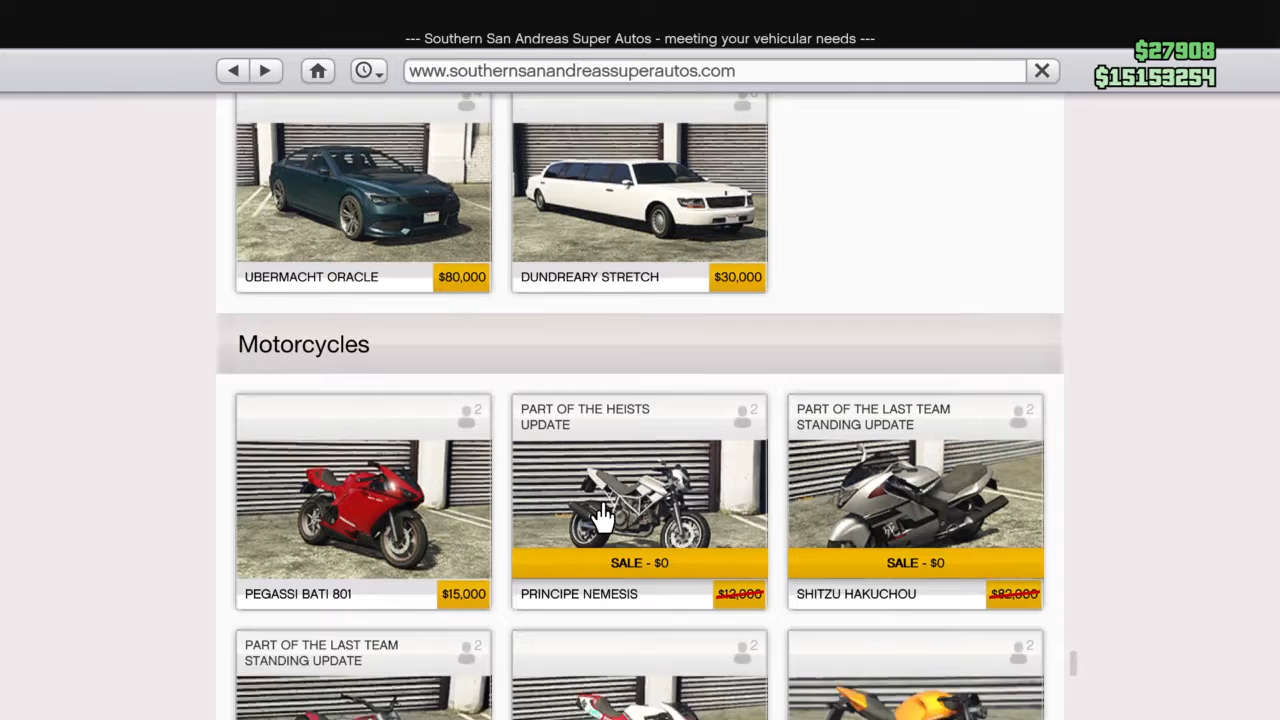 --- Southern San Andreas Super Autos - meeting your vehicular needs ---
$27908
www.southernsanandreassuperautos.com
$15153254
UBERMACHT ORACLE
$80,000
DUNDREARY STRETCH
$30,000
Motorcycles
2
PART OF THE HEISTS
UPDATE
2
PART OF THE LAST TEAM
STANDING UPDATE
2
SALE - $0
SALE - $0
PEGASSI BATI 801
$15,000
PRINCIPE NEMESIS
$12,000
SHITZU HAKUCHOU
$82,000
PART OF THE LAST TEAM
STANDING UPDATE
2
2
2